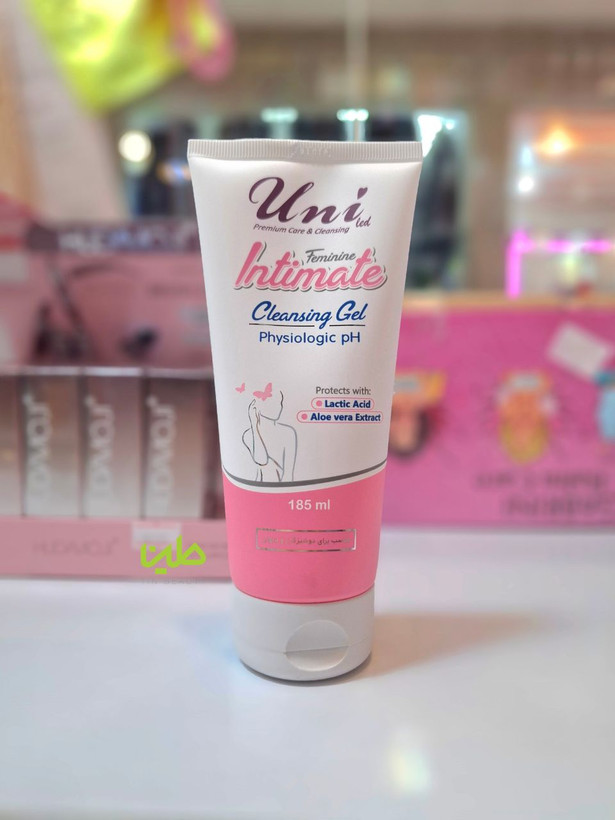 Uni
led
Premium Care & Cleansing
Feminine
Intimate
Cleansing Gel
Physiologic pH
Protects with:
Lactic Acid
Aloe vera Extract
185 ml